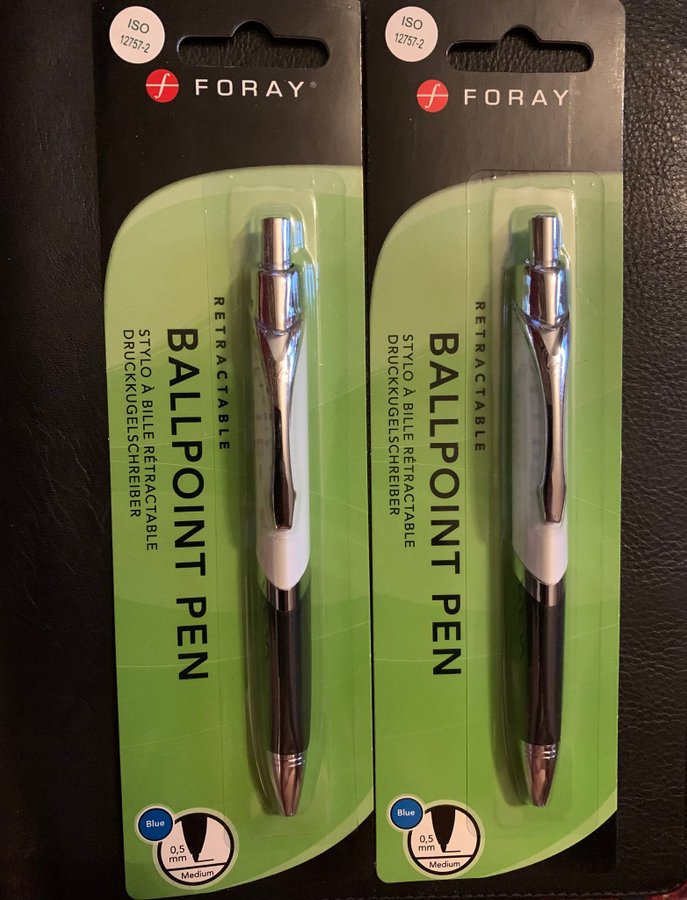 ISO
12757-2
FORAY®
RETRACTABLE
BALLPOINT PEN
STYLO À BILLE RÉTRACTABLE
DRUCKKUGELSCHREIBER
Blue
0,5
mm
Medium
ISO
12757-2
FORAY
RETRACTABLE
BALLPOINT PEN
STYLO À BILLE RÉTRACTABLE
DRUCKKUGELSCHREIBER
Blue
0,5
mm
Medium